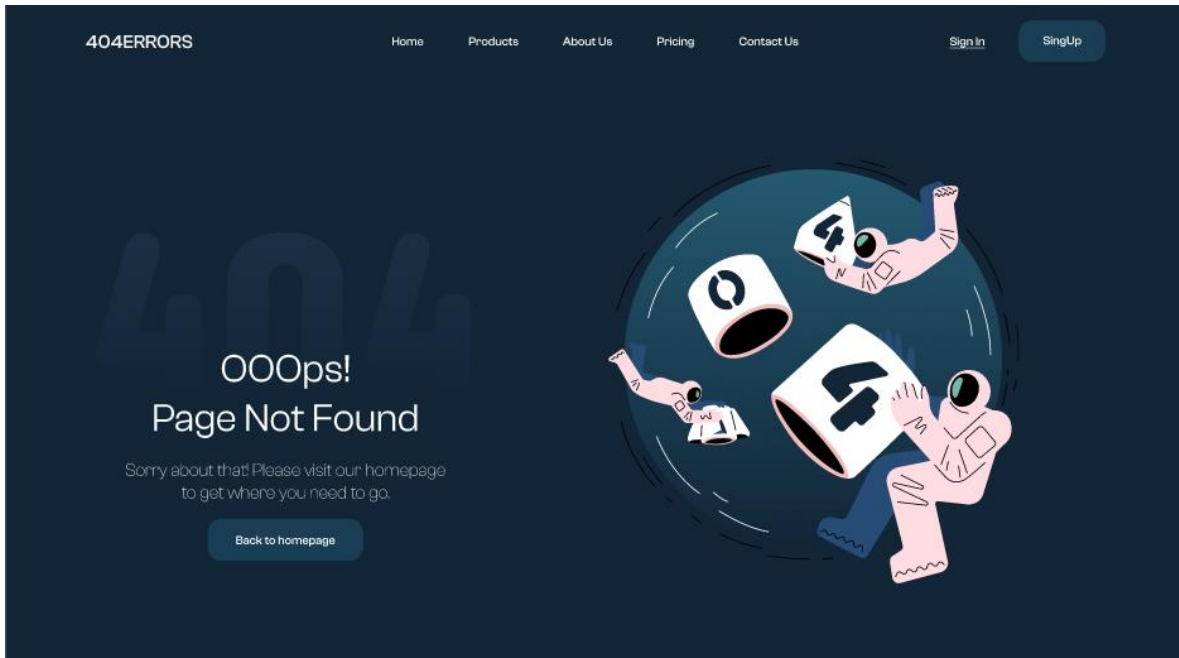 404ERRORS
Home Products About Us Pricing Contact Us Sign In SingUp
404
OOOps!
Page Not Found
Sorry about that! Please visit our homepage
to get where you need to go.
Back to homepage
4
0
4